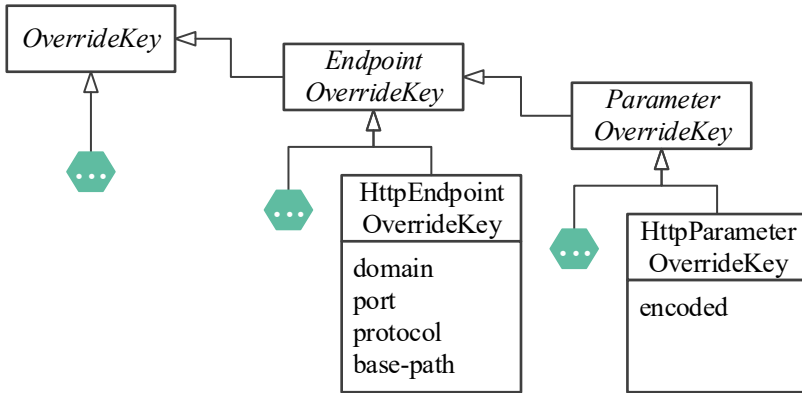 OverrideKey
Endpoint
OverrideKey
Parameter
OverrideKey
HttpEndpoint
OverrideKey
domain
port
protocol
base-path
HttpParameter
OverrideKey
encoded